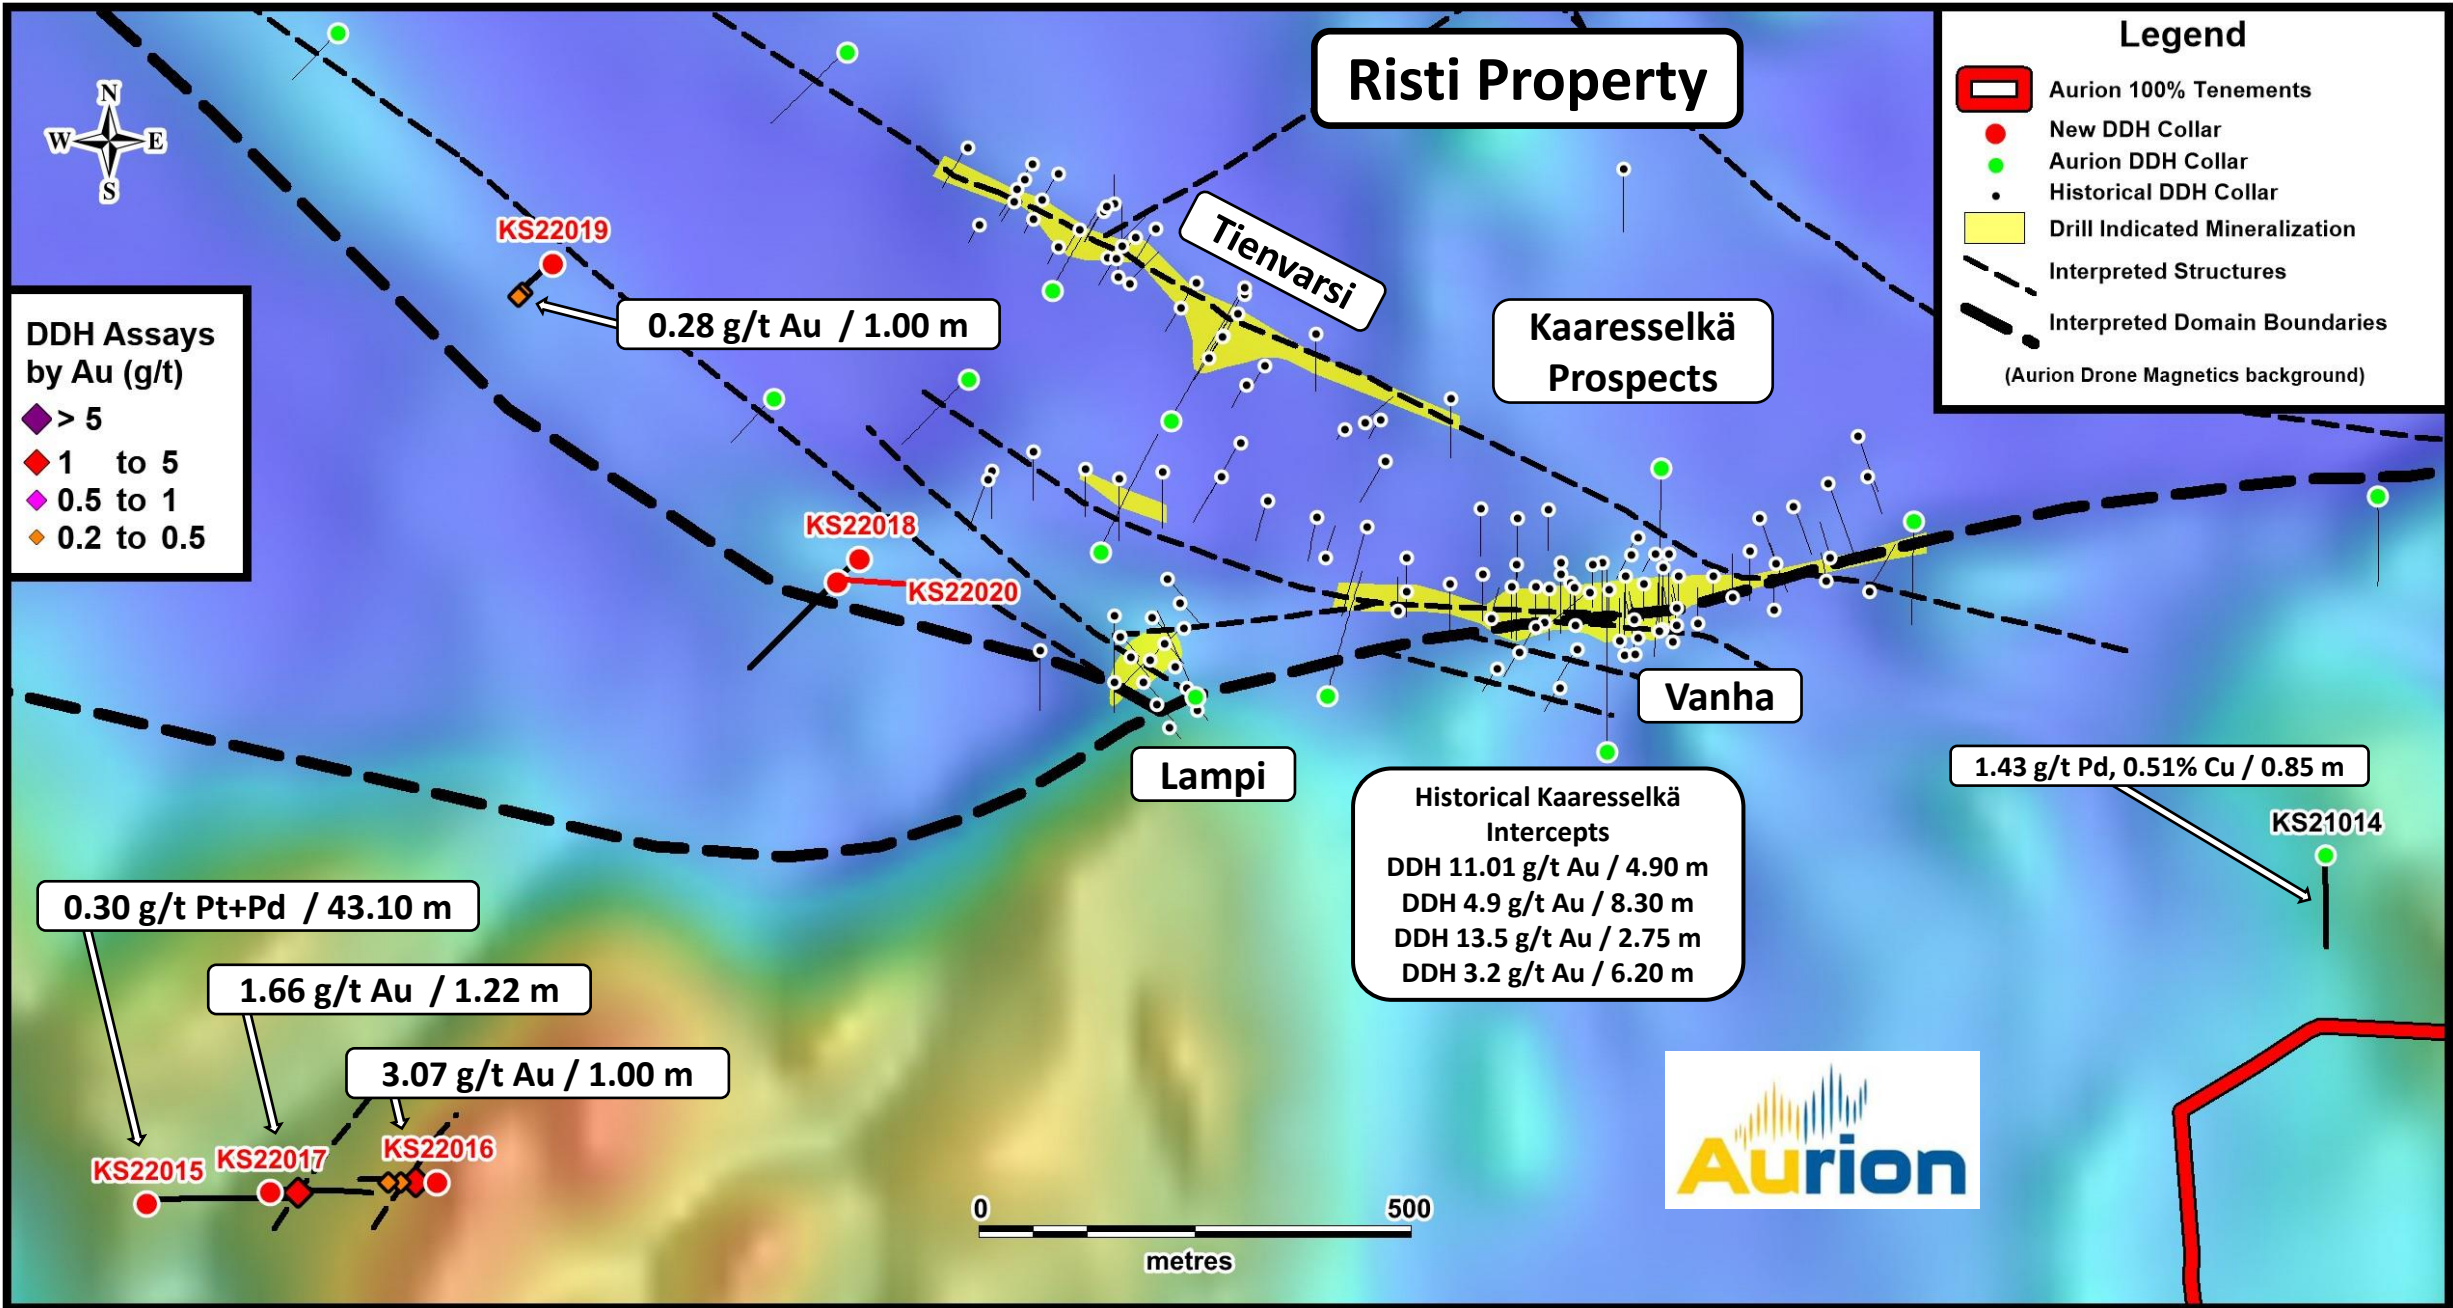 Risti Property
Legend
Aurion 100% Tenements
New DDH Collar
Aurion DDH Collar
Historical DDH Collar
Drill Indicated Mineralization
Interpreted Structures
Interpreted Domain Boundaries
(Aurion Drone Magnetics background)
N
W E
S
KS22019
0.28 g/t Au / 1.00 m
Tienvarsi
Kaaresselkä
Prospects
DDH Assays
by Au (g/t)
> 5
1 to 5
0.5 to 1
0.2 to 0.5
KS22018
KS22020
Vanha
Lampi
1.43 g/t Pd, 0.51% Cu / 0.85 m
KS21014
Historical Kaaresselkä
Intercepts
DDH 11.01 g/t Au / 4.90 m
DDH 4.9 g/t Au / 8.30 m
DDH 13.5 g/t Au / 2.75 m
DDH 3.2 g/t Au / 6.20 m
0.30 g/t Pt+Pd / 43.10 m
1.66 g/t Au / 1.22 m
3.07 g/t Au / 1.00 m
KS22015
KS22017
KS22016
0 500
metres
Aurion